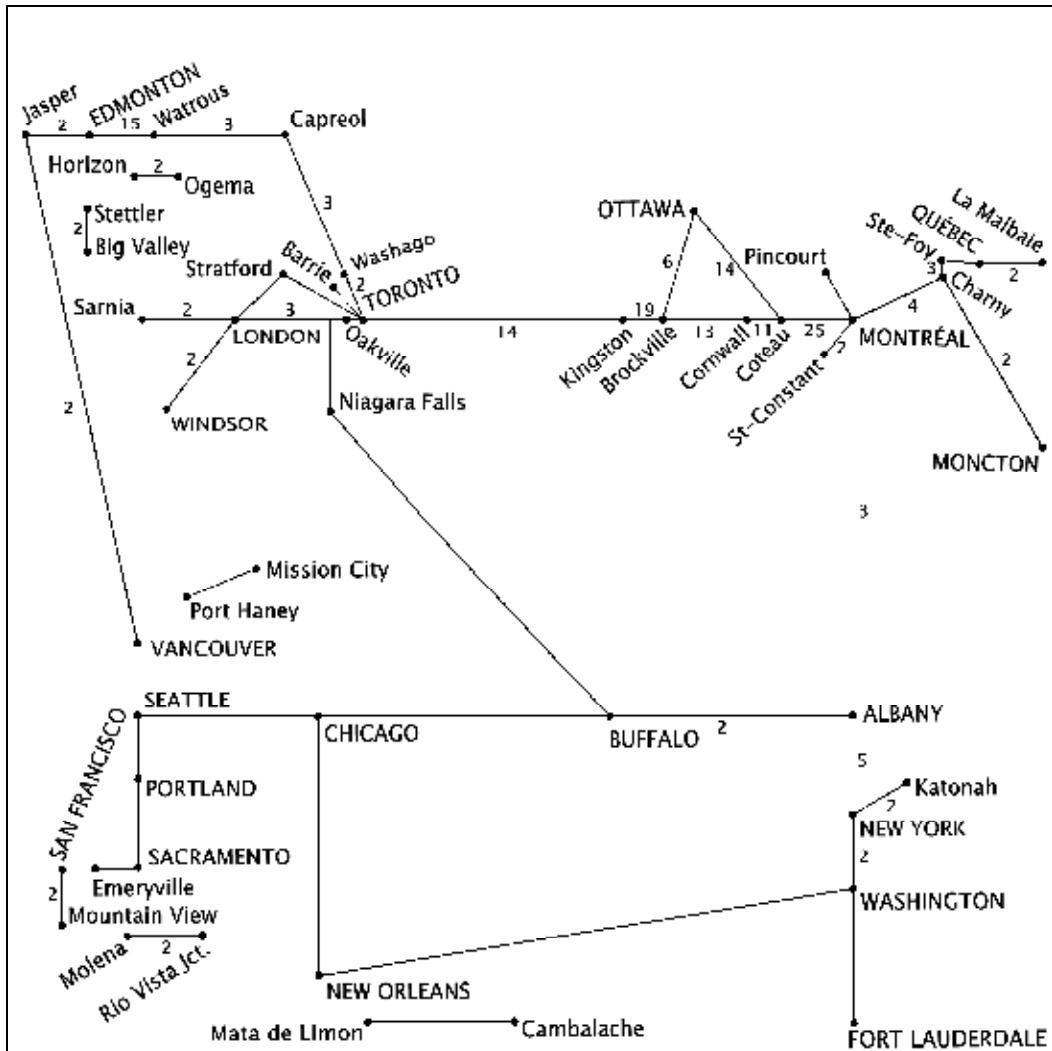 Jasper
2
EDMONTON
15
Watrous
3
Capreol
Horizon
2
Ogema
3
Stettler
2
Big Valley
OTTAWA
La Malbaie
QUÉBEC
Ste-Foy
Stratford
Barrie
Washago
2
TORONTO
6
14
Pincourt
3
2
Charny
Sarnia
2
3
LONDON
Oakville
14
Kingston
19
Brockville
13
Cornwall
11
Coteau
25
MONTRÉAL
4
2
St-Constant
2
2
WINDSOR
Niagara Falls
2
MONCTON
3
Mission City
Port Haney
VANCOUVER
SEATTLE
CHICAGO
BUFFALO
2
ALBANY
5
Katonah
2
NEW YORK
SAN FRANCISCO
PORTLAND
SACRAMENTO
2
2
Emeryville
Mountain View
WASHINGTON
Molena
2
Rio Vista Jct.
NEW ORLEANS
Mata de Limon
Cambalache
FORT LAUDERDALE